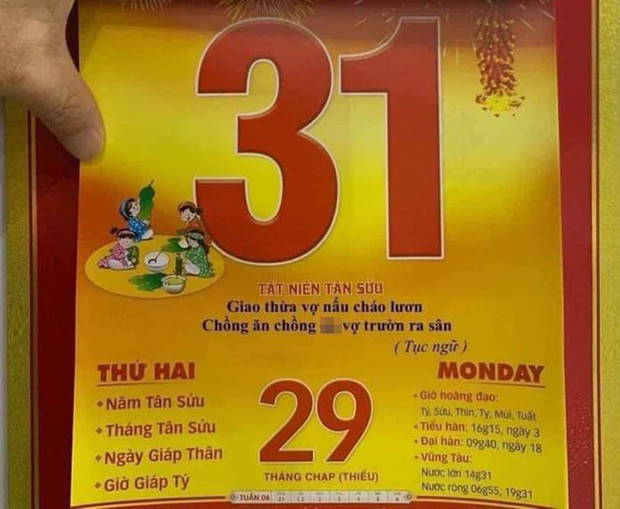 31
TẤT NIÊN TÂN SỬU
Giao thừa vợ nấu cháo lươn
Chồng ăn chồng vợ trườn ra sân
( Tục ngữ )
THỨ HAI
• Năm Tân Sửu
• Tháng Tân Sửu
• Ngày Giáp Thân
• Giờ Giáp Tý
29
THÁNG CHẠP (THIẾU)
MONDAY
• Giờ hoàng đạo:
Tý, Sửu, Thìn, Tỵ, Mùi, Tuất
• Tiểu hàn: 16g15, ngày 3
• Đại hàn: 09g40, ngày 18
• Vũng Tàu:
Nước lớn 14g31
Nước ròng 06g55, 19g31
TUẦN 06